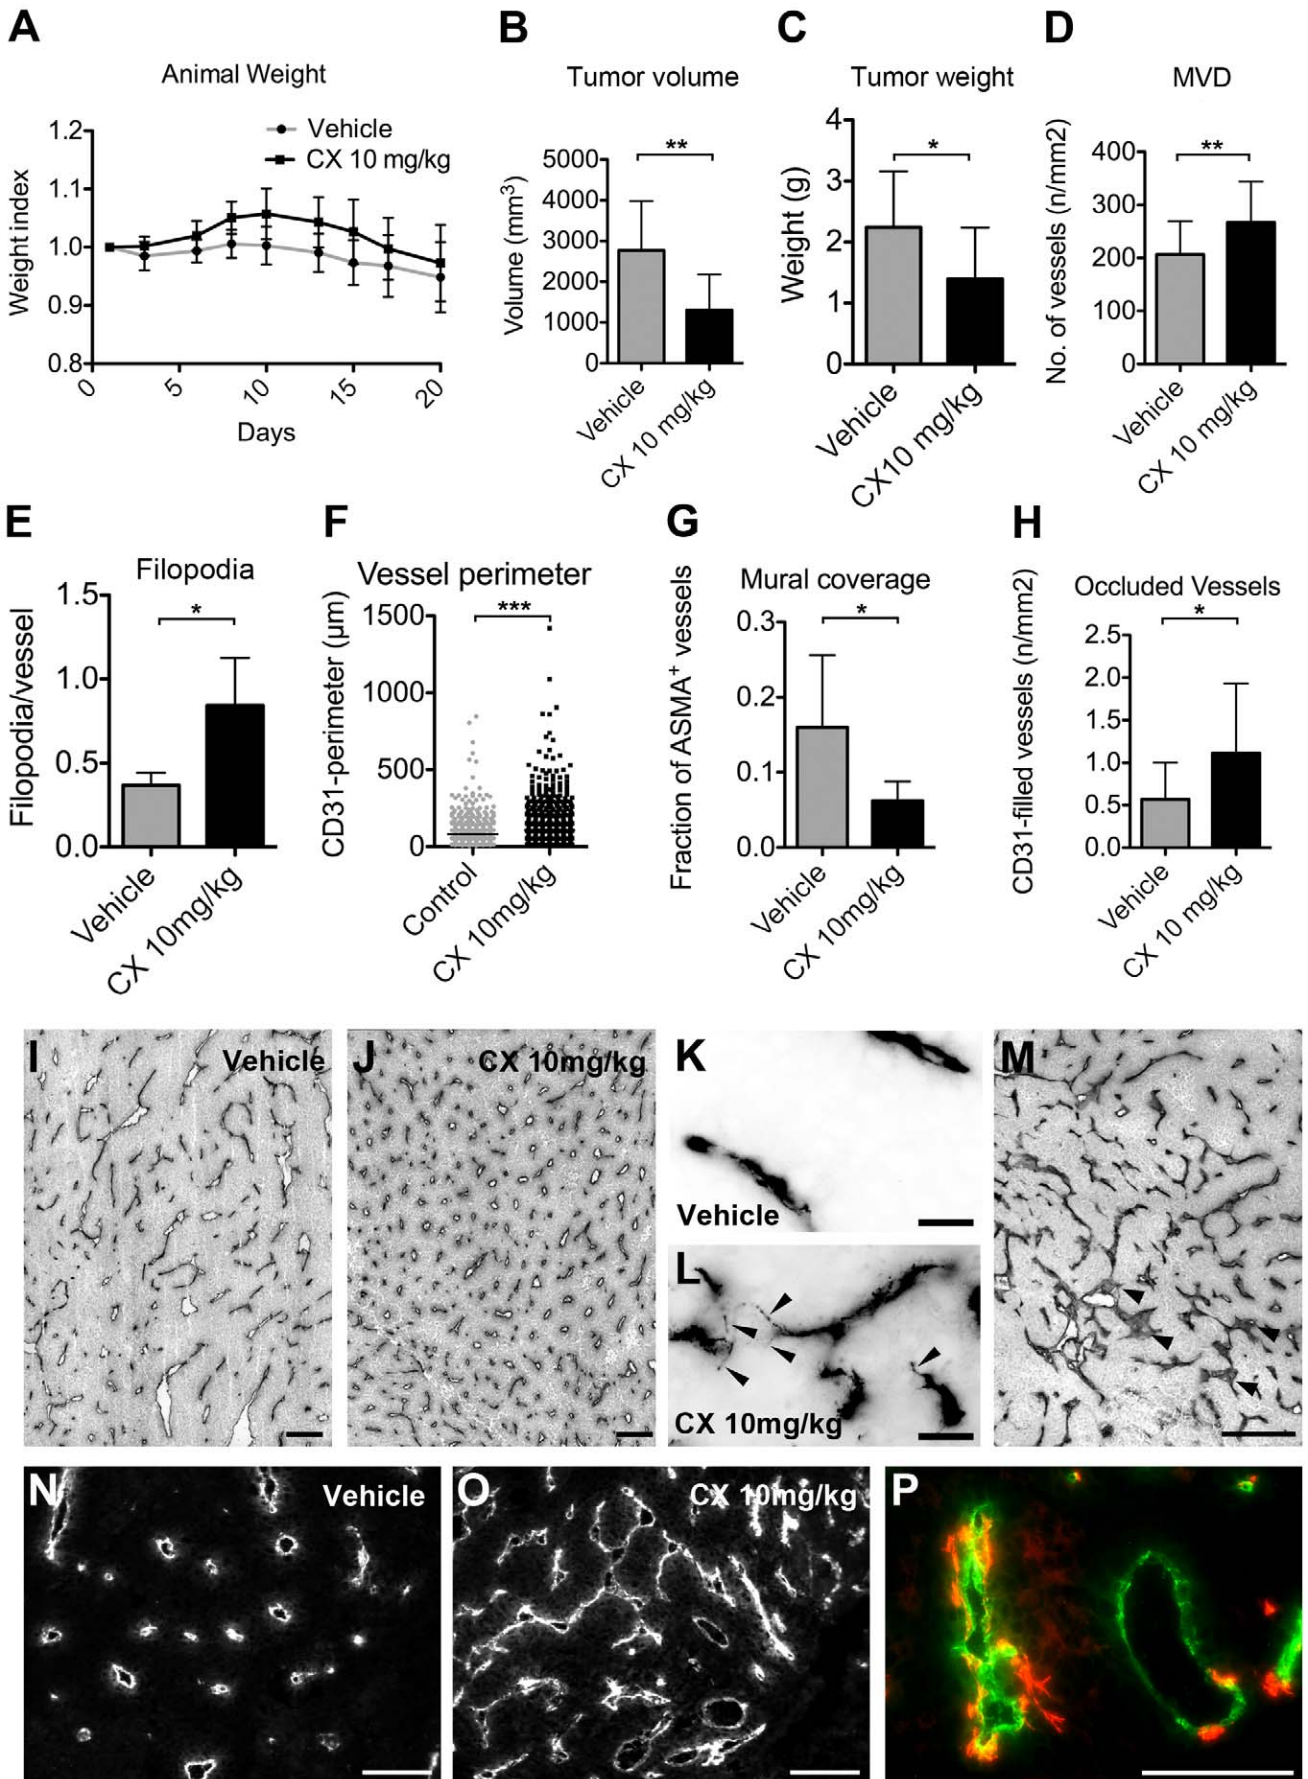 A
Animal Weight
Vehicle
CX 10 mg/kg
Weight index
1.2
1.1
1.0
0.9
0.8
0
5
10
15
20
Days
B
Tumor volume
**
Volume (mm3)
5000
4000
3000
2000
1000
0
Vehicle
CX 10 mg/kg
C
Tumor weight
*
Weight (g)
4
3
2
1
0
Vehicle
CX10 mg/kg
D
MVD
**
No. of vessels (n/mm2)
400
300
200
100
0
Vehicle
CX 10 mg/kg
E
Filopodia
*
Filopodia/vessel
1.5
1.0
0.5
0.0
Vehicle
CX 10mg/kg
F
Vessel perimeter
***
CD31-perimeter (µm)
1500
1000
500
0
Control
CX 10mg/kg
G
Mural coverage
*
Fraction of ASMA+ vessels
0.3
0.2
0.1
0.0
Vehicle
CX 10mg/kg
H
Occluded Vessels
*
CD31-filled vessels (n/mm2)
2.5
2.0
1.5
1.0
0.5
0.0
Vehicle
CX 10 mg/kg
I
Vehicle
J
CX 10mg/kg
K
Vehicle
L
CX 10mg/kg
M
N
Vehicle
O
CX 10mg/kg
P